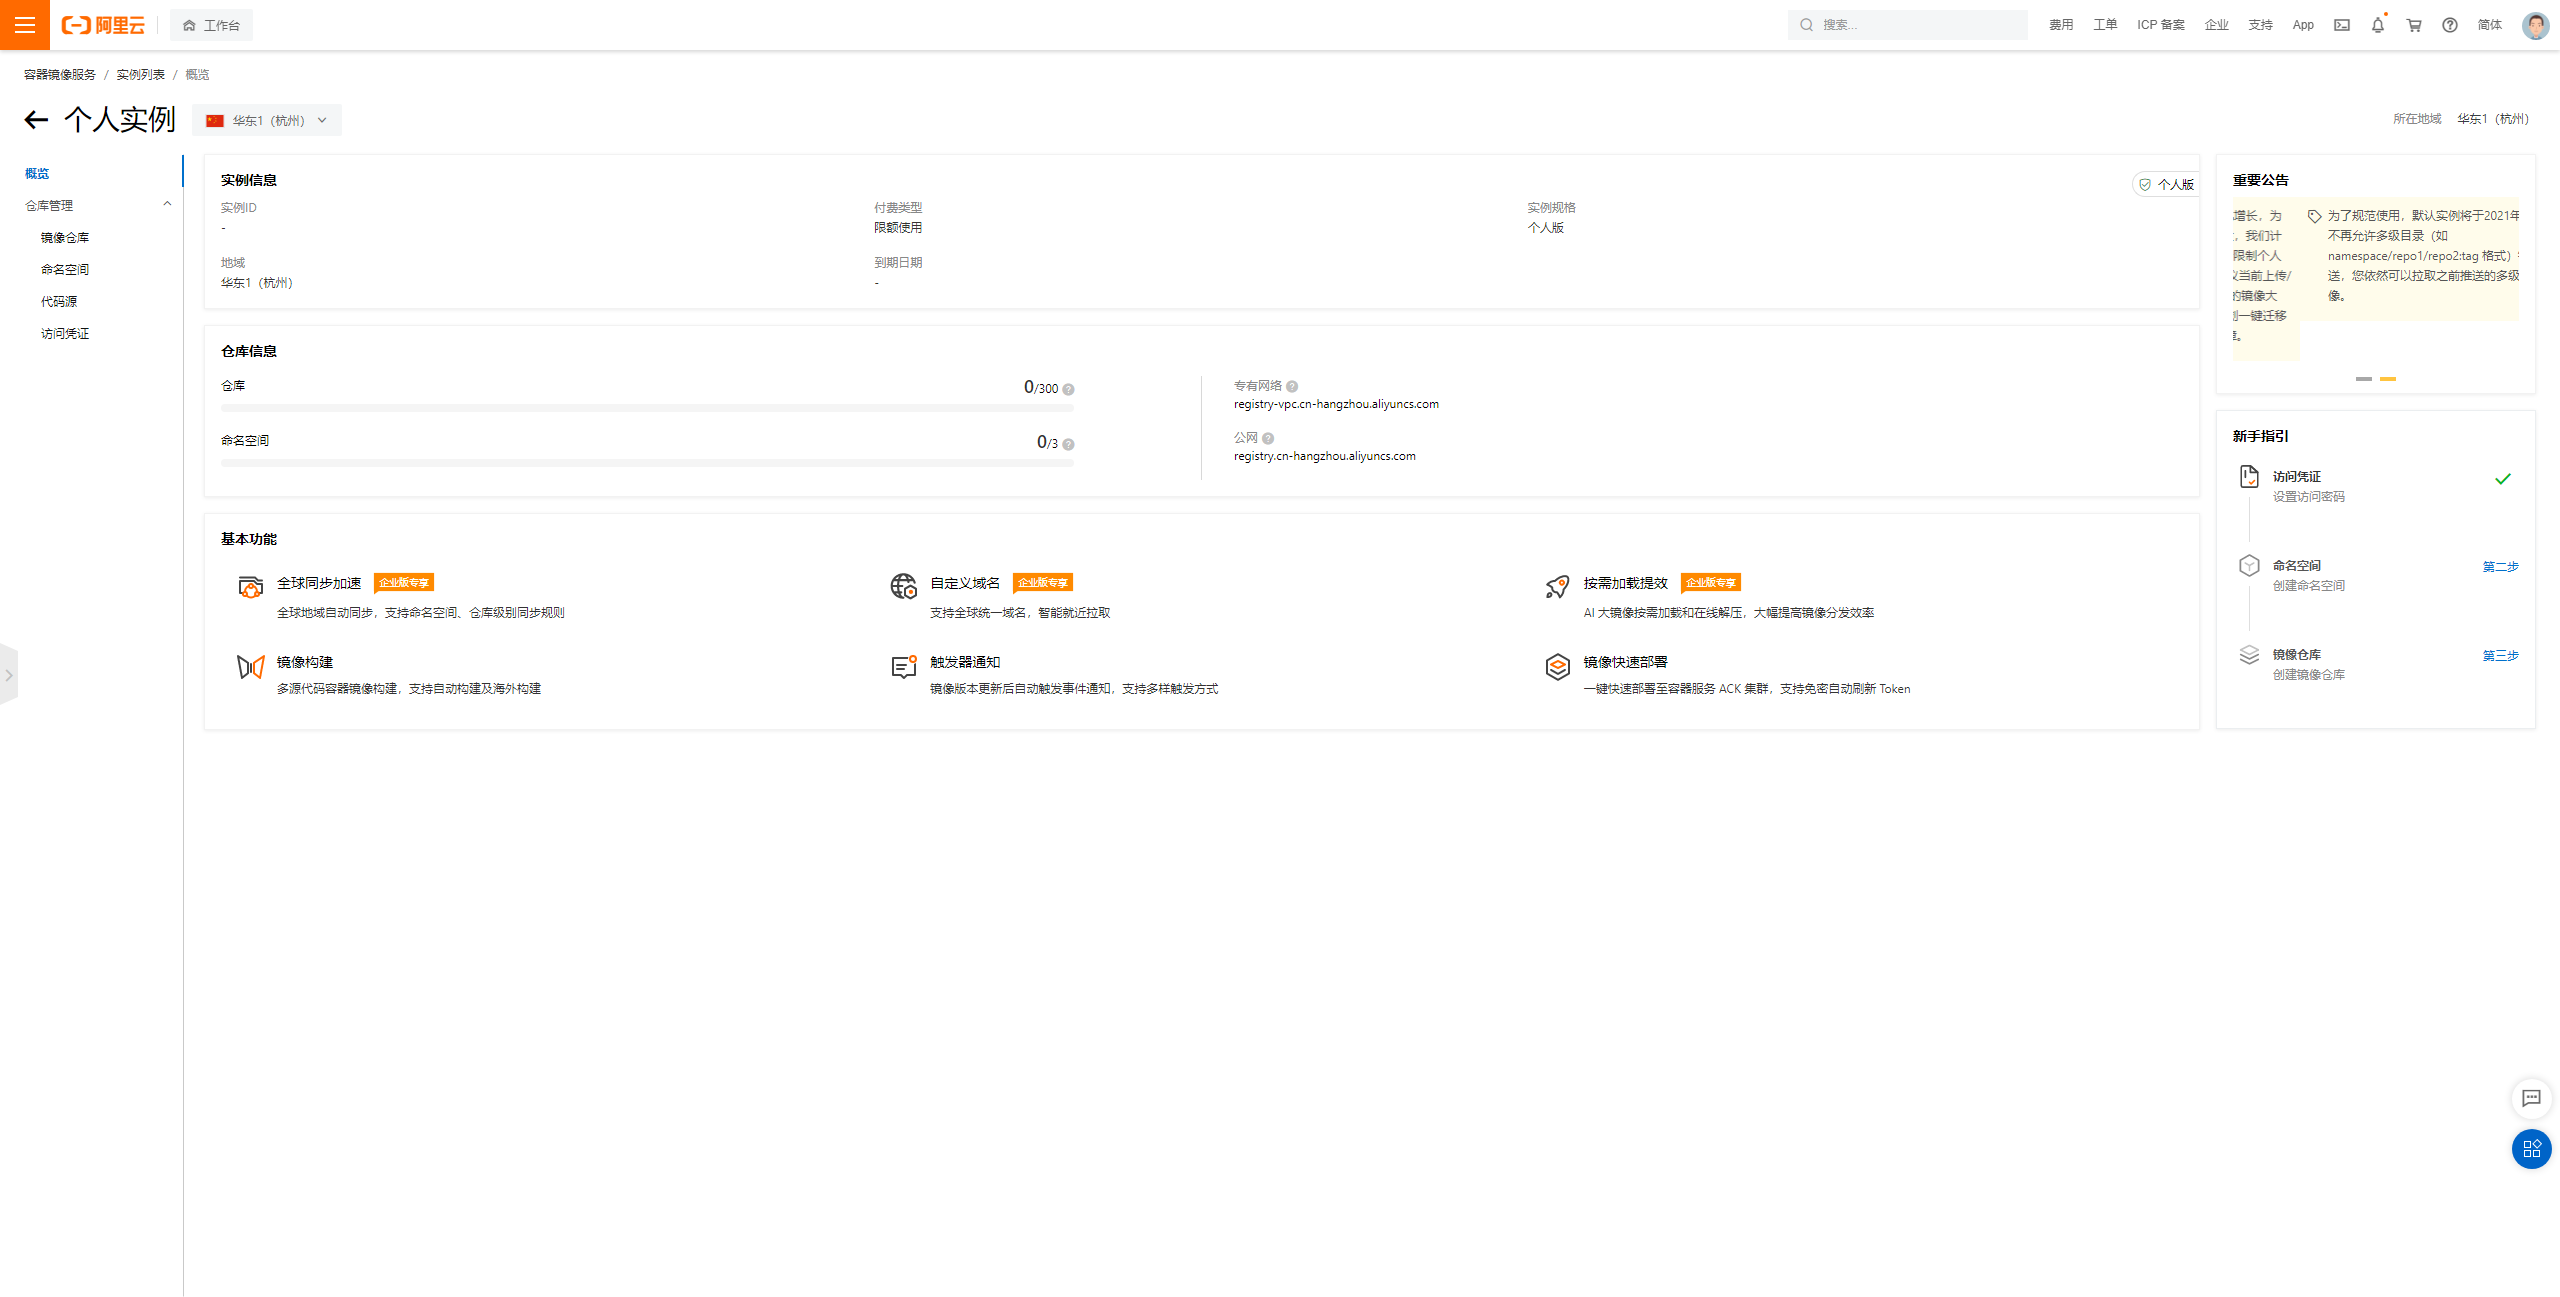 阿里云
工作台
搜索...
费用
工单
ICP 备案
企业
支持
App
简体
容器镜像服务 / 实例列表 / 概览
个人实例
华东1（杭州）
所在地域 华东1（杭州）
概览
仓库管理
镜像仓库
命名空间
代码源
访问凭证
实例信息
个人版
实例ID
-
付费类型
限额使用
实例规格
个人版
地域
华东1（杭州）
到期日期
-
仓库信息
仓库
0/300
命名空间
0/3
专有网络
registry-vpc.cn-hangzhou.aliyuncs.com
公网
registry.cn-hangzhou.aliyuncs.com
基本功能
全球同步加速 企业版专享
全球地域自动同步，支持命名空间、仓库级别同步规则
自定义域名 企业版专享
支持全球统一域名，智能就近拉取
按需加载提效 企业版专享
AI 大镜像按需加载和在线解压，大幅提高镜像分发效率
镜像构建
多源代码容器镜像构建，支持自动构建及海外构建
触发器通知
镜像版本更新后自动触发事件通知，支持多样触发方式
镜像快速部署
一键快速部署至容器服务 ACK 集群，支持免密自动刷新 Token
重要公告
增长，为
，我们计
限制个人
议当前上传/
的镜像大
一键迁移
。
为了规范使用，默认实例将于2021年
不再允许多级目录（如
namespace/repo1/repo2:tag 格式）
送，您依然可以拉取之前推送的多级
像。
新手指引
访问凭证
设置访问密码
命名空间
第二步
创建命名空间
镜像仓库
第三步
创建镜像仓库